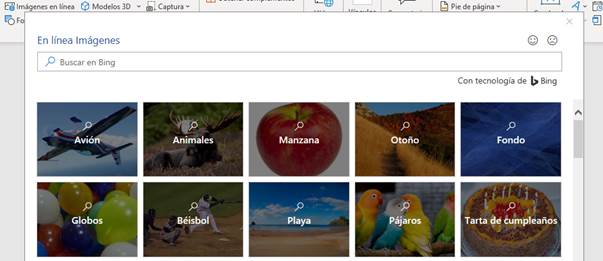 Imágenes en línea Modelos 3D Captura Pie de página
En línea Imágenes
Buscar en Bing
Con tecnología de Bing
Avión Animales Manzana Otoño Fondo
Globos Béisbol Playa Pájaros Tarta de cumpleaños